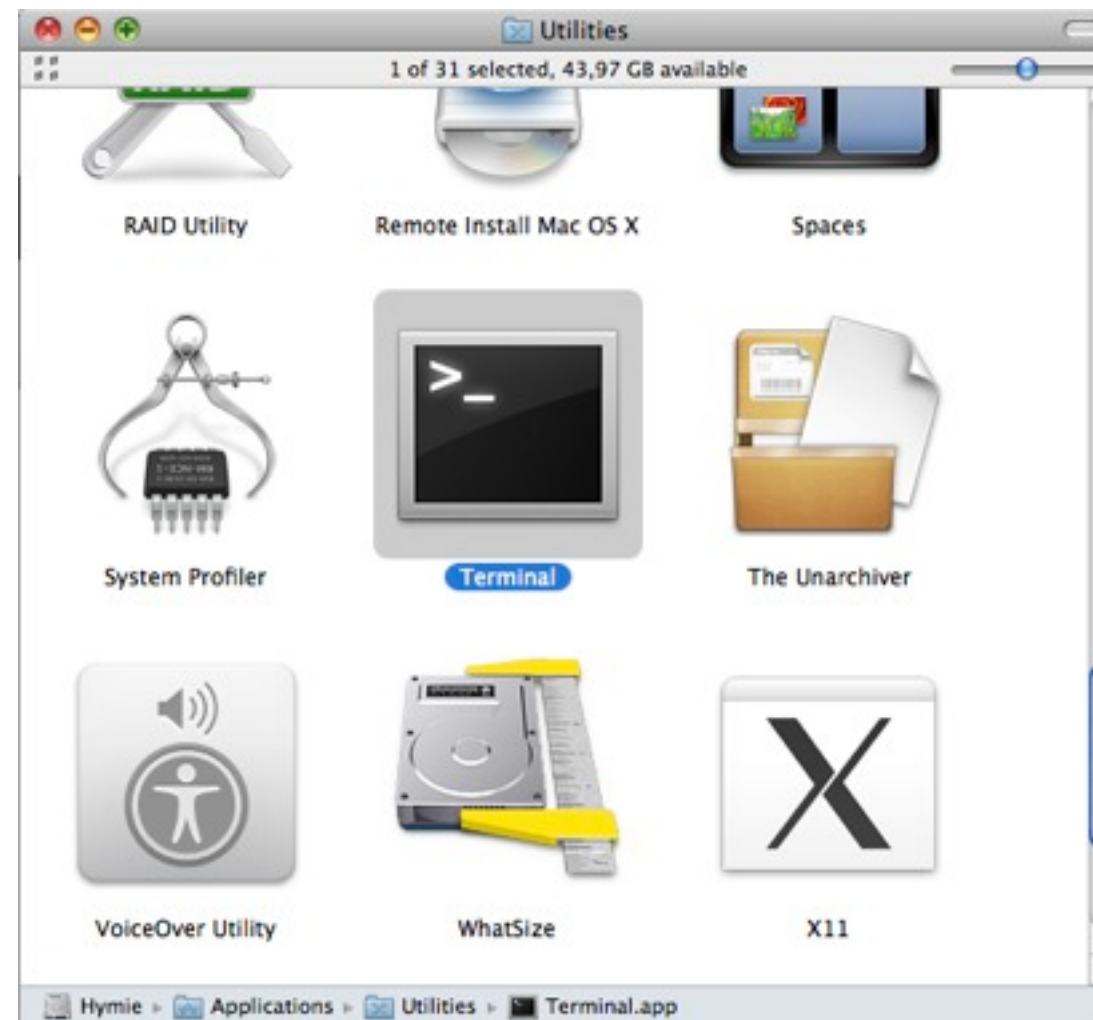 Utilities
1 of 31 selected, 43,97 GB available
RAID Utility
Remote Install Mac OS X
Spaces
>_
System Profiler
Terminal
The Unarchiver
VoiceOver Utility
WhatSize
X11
Hymie ▸ Applications ▸ Utilities ▸ Terminal.app